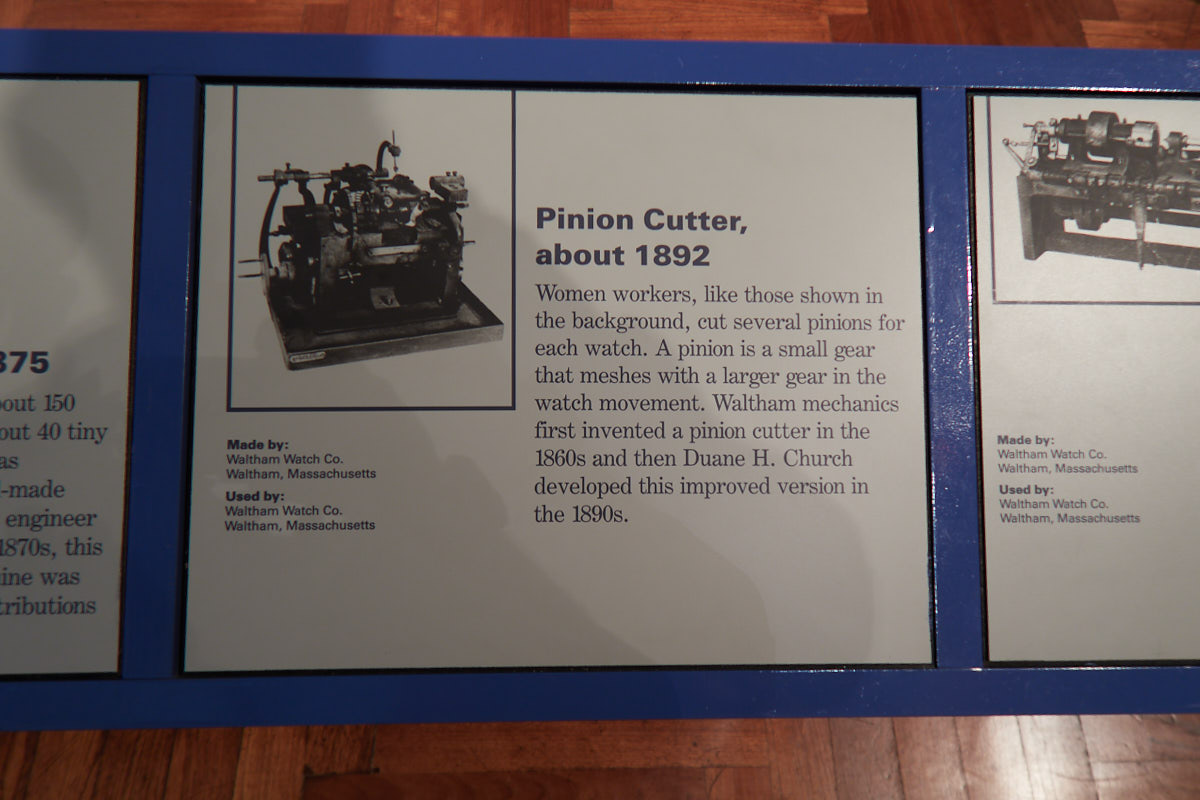 875
out 150
out 40 tiny
as
-made
engineer
1870s, this
ine was
tributions
Made by:
Waltham Watch Co.
Waltham, Massachusetts
Used by:
Waltham Watch Co.
Waltham, Massachusetts
Pinion Cutter,
about 1892
Women workers, like those shown in
the background, cut several pinions for
each watch. A pinion is a small gear
that meshes with a larger gear in the
watch movement. Waltham mechanics
first invented a pinion cutter in the
1860s and then Duane H. Church
developed this improved version in
the 1890s.
Made by:
Waltham Watch Co.
Waltham, Massachusetts
Used by:
Waltham Watch Co.
Waltham, Massachusetts